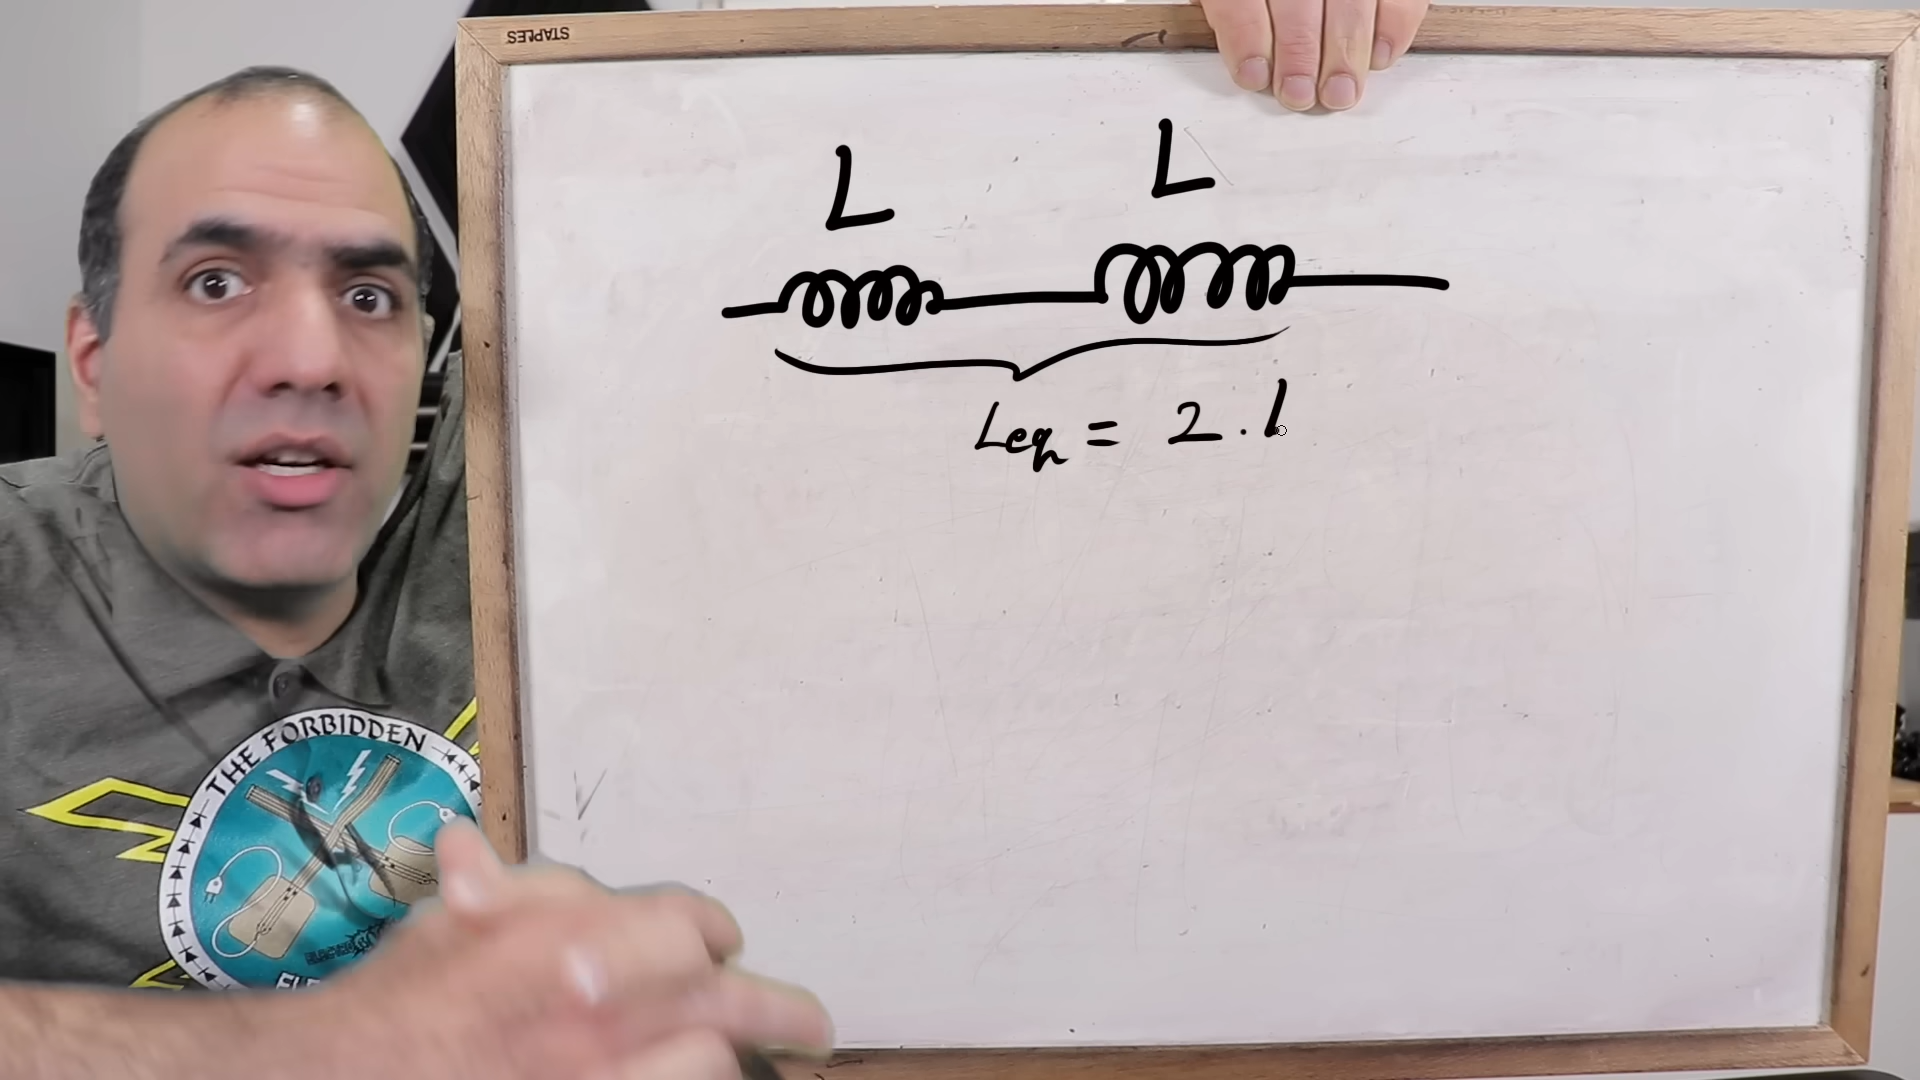 STAPLES
L L
Leq = 2 . l
THE FORBIDDEN